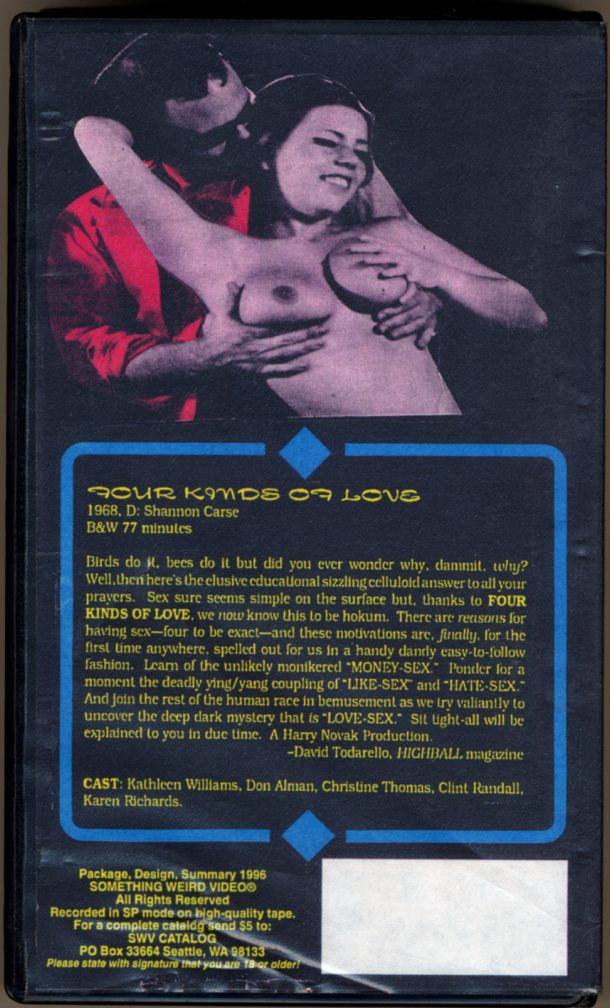 FOUR KINDS OF LOVE
1968, D: Shannon Carse
B&W 77 minutes
Birds do it, bees do it but did you ever wonder why, dammit, why?
Well,then here's the elusive educational sizzling celluloid answer to all your
prayers. Sex sure seems simple on the surface but, thanks to FOUR
KINDS OF LOVE, we now know this to be hokum. There are reasons for
having sex—four to be exact—and these motivations are, finally, for the
first time anywhere, spelled out for us in a handy dandy easy-to-follow
fashion. Learn of the unlikely monikered "MONEY-SEX." Ponder for a
moment the deadly ying/yang coupling of "LIKE-SEX" and "HATE-SEX."
And join the rest of the human race in bemusement as we try valiantly to
uncover the deep dark mystery that is "LOVE-SEX." Sit tight-all will be
explained to you in due time. A Harry Novak Production.
–David Todarello, HIGHBALL magazine
CAST: Kathleen Williams, Don Alman, Christine Thomas, Clint Randall,
Karen Richards.
Package, Design, Summary 1996
SOMETHING WEIRD VIDEO®
All Rights Reserved
Recorded in SP mode on high-quality tape.
For a complete catalog send $5 to:
SWV CATALOG
PO Box 33664 Seattle, WA 98133
Please state with signature that you are 18 or older!